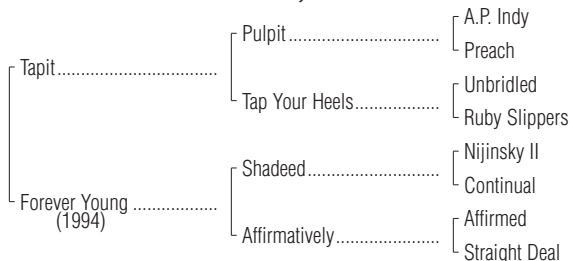 A.P. Indy
Pulpit
Preach
Tapit
Unbridled
Tap Your Heels
Ruby Slippers
Nijinsky II
Shadeed
Continual
Forever Young
(1994)
Affirmed
Affirmatively
Straight Deal